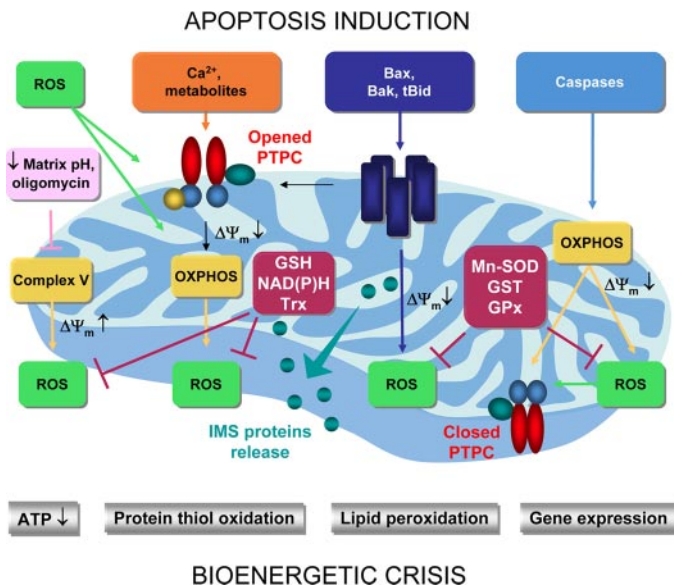 APOPTOSIS INDUCTION
ROS
Ca²⁺,
metabolites
Bax,
Bak, tBid
Caspases
Opened
PTPC
↓ Matrix pH,
oligomycin
ΔΨm ↓
OXPHOS
Complex V
OXPHOS
GSH
NAD(P)H
Trx
Mn-SOD
GST
GPx
ΔΨm ↑
ΔΨm ↓
ΔΨm ↓
ROS
ROS
ROS
ROS
IMS proteins
release
Closed
PTPC
ATP ↓
Protein thiol oxidation
Lipid peroxidation
Gene expression
BIOENERGETIC CRISIS